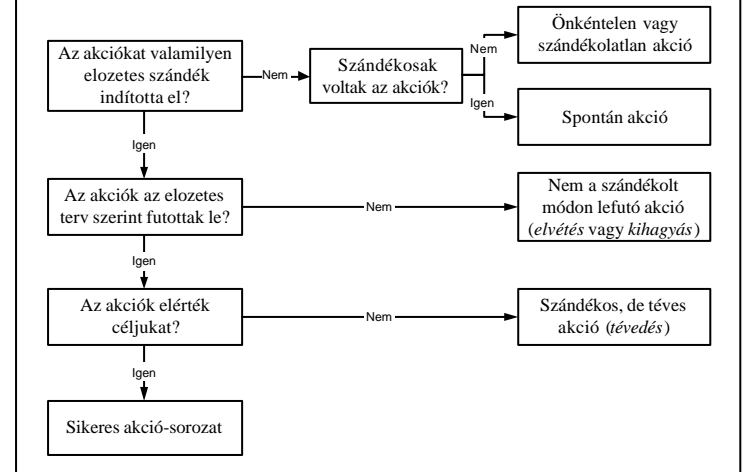 Önkéntelen vagy
szándékolatlan akció
Az akciókat valamilyen
elozetes szándék
indította el?
Nem
Szándékosak
voltak az akciók?
Nem
Igen
Spontán akció
Igen
Az akciók az elozetes
terv szerint futottak le?
Nem
Nem a szándékolt
módon lefutó akció
(elvétés vagy kihagyás)
Igen
Az akciók elérték
céljukat?
Nem
Szándékos, de téves
akció (tévedés)
Igen
Sikeres akció-sorozat